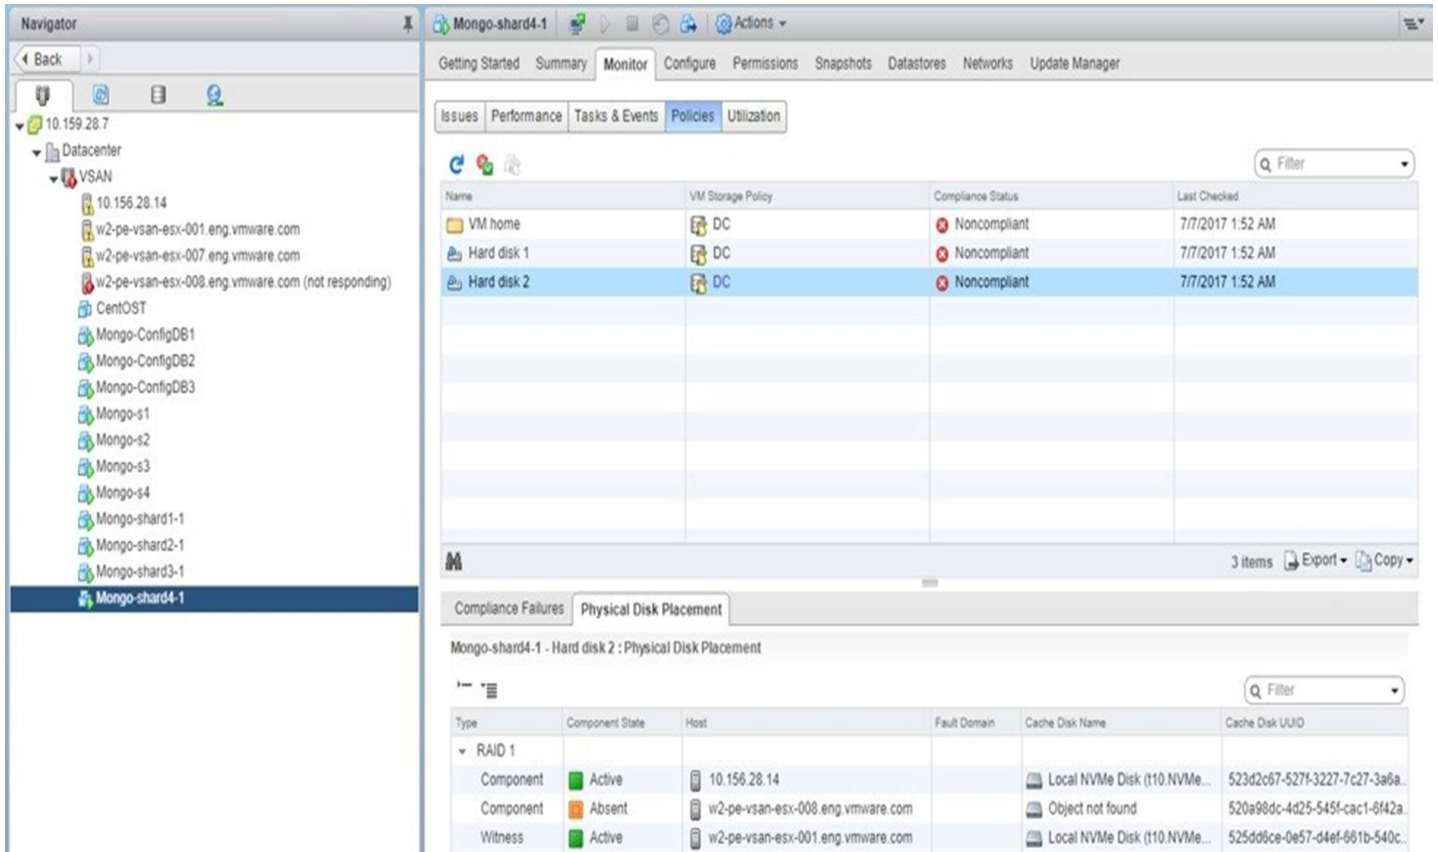 Navigator
Back
10.159.28.7
Datacenter
VSAN
10.156.28.14
w2-pe-vsan-esx-001.eng.vmware.com
w2-pe-vsan-esx-007.eng.vmware.com
w2-pe-vsan-esx-008.eng.vmware.com (not responding)
CentOST
Mongo-ConfigDB1
Mongo-ConfigDB2
Mongo-ConfigDB3
Mongo-s1
Mongo-s2
Mongo-s3
Mongo-s4
Mongo-shard1-1
Mongo-shard2-1
Mongo-shard3-1
Mongo-shard4-1
Mongo-shard4-1 Actions
Getting Started Summary Monitor Configure Permissions Snapshots Datastores Networks Update Manager
Issues Performance Tasks & Events Policies Utilization
Filter
Name VM Storage Policy Compliance Status Last Checked
VM home DC Noncompliant 7/7/2017 1:52 AM
Hard disk 1 DC Noncompliant 7/7/2017 1:52 AM
Hard disk 2 DC Noncompliant 7/7/2017 1:52 AM
3 items Export Copy
Compliance Failures Physical Disk Placement
Mongo-shard4-1 - Hard disk 2 : Physical Disk Placement
Filter
Type Component State Host Fault Domain Cache Disk Name Cache Disk UUID
RAID 1
Component Active 10.156.28.14 Local NVMe Disk (t10.NVMe... 523d2c67-527f-3227-7c27-3a6a..
Component Absent w2-pe-vsan-esx-008.eng.vmware.com Object not found 520a98dc-4d25-545f-cac1-6f42a.
Witness Active w2-pe-vsan-esx-001.eng.vmware.com Local NVMe Disk (t10.NVMe... 525dd6ce-0e57-d4ef-661b-540c..